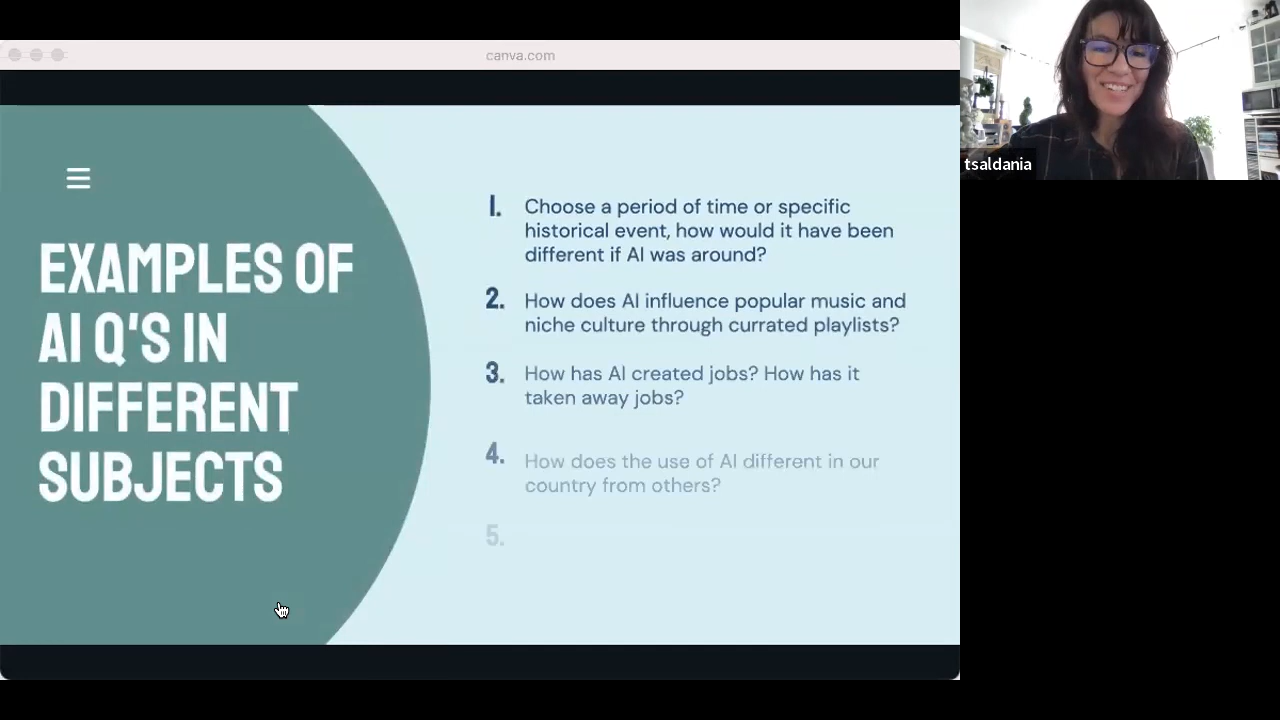 canva.com
EXAMPLES OF
AI Q'S IN
DIFFERENT
SUBJECTS
1. Choose a period of time or specific
historical event, how would it have been
different if AI was around?
2. How does AI influence popular music and
niche culture through currated playlists?
3. How has AI created jobs? How has it
taken away jobs?
4. How does the use of AI different in our
country from others?
5.
tsaldania